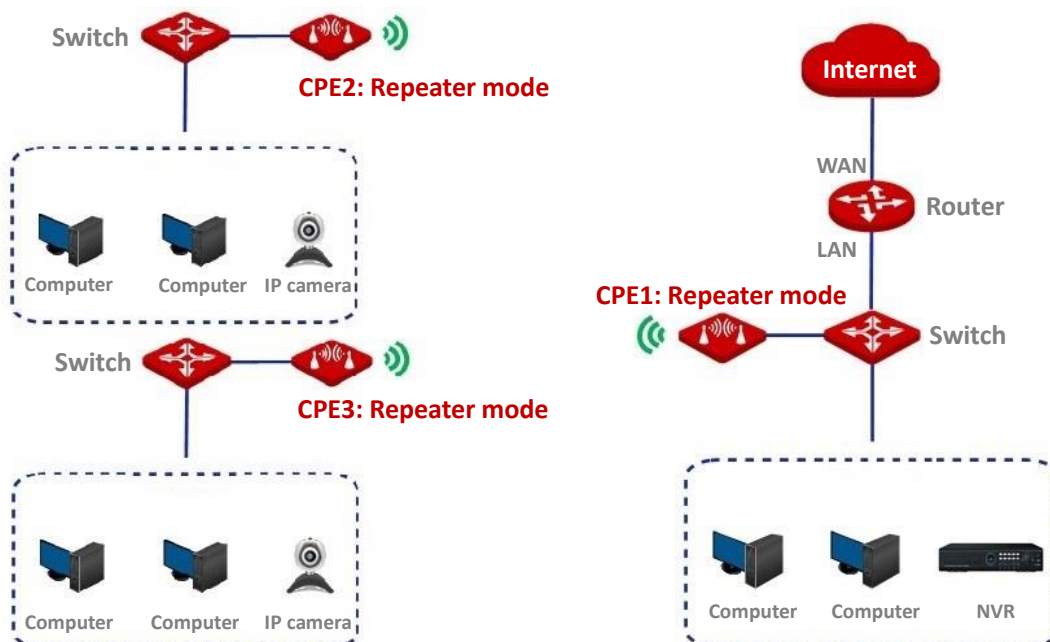 Switch
CPE2: Repeater mode
Computer
Computer
IP camera
Switch
CPE3: Repeater mode
Computer
Computer
IP camera
Internet
WAN
Router
LAN
CPE1: Repeater mode
Switch
Computer
Computer
NVR